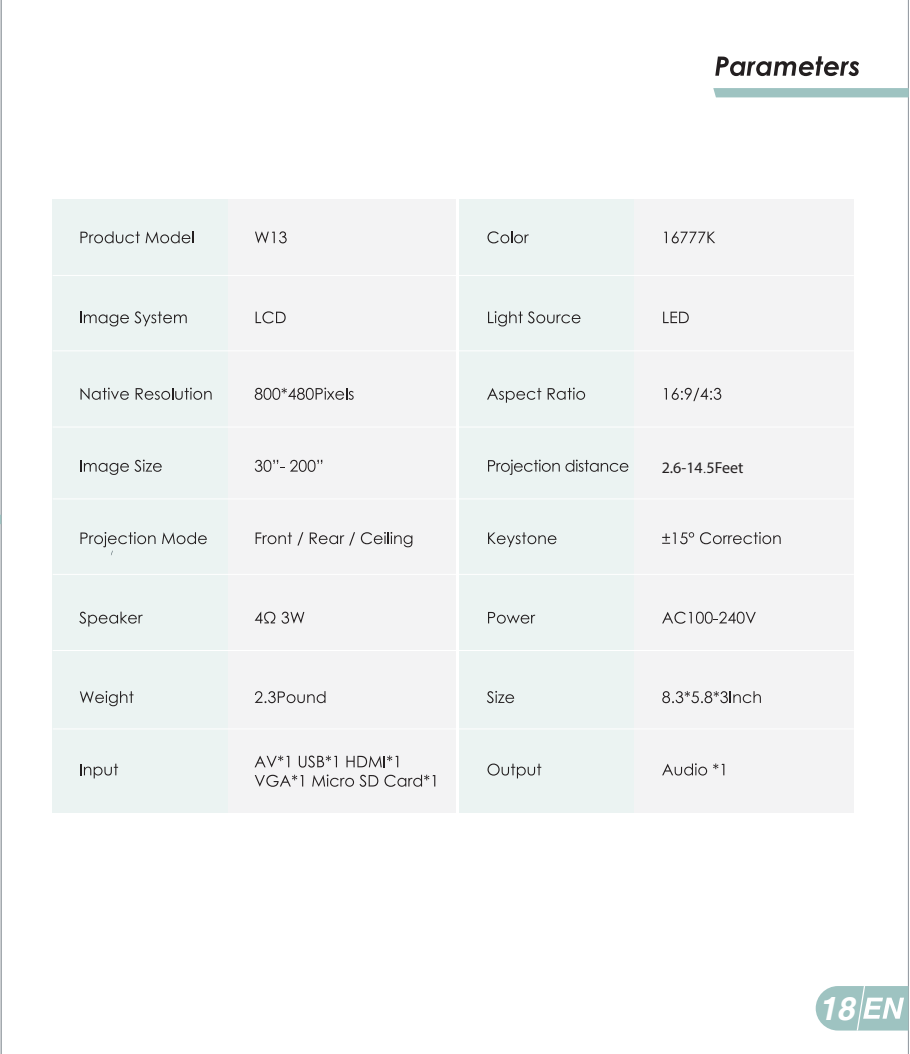 Parameters
Product Model W13 Color 16777K
Image System LCD Light Source LED
Native Resolution 800*480Pixels Aspect Ratio 16:9/4:3
Image Size 30”- 200” Projection distance 2.6-14.5Feet
Projection Mode Front / Rear / Ceiling Keystone ±15° Correction
Speaker 4Ω 3W Power AC100-240V
Weight 2.3Pound Size 8.3*5.8*3Inch
Input AV*1 USB*1 HDMI*1
VGA*1 Micro SD Card*1 Output Audio *1
18/EN